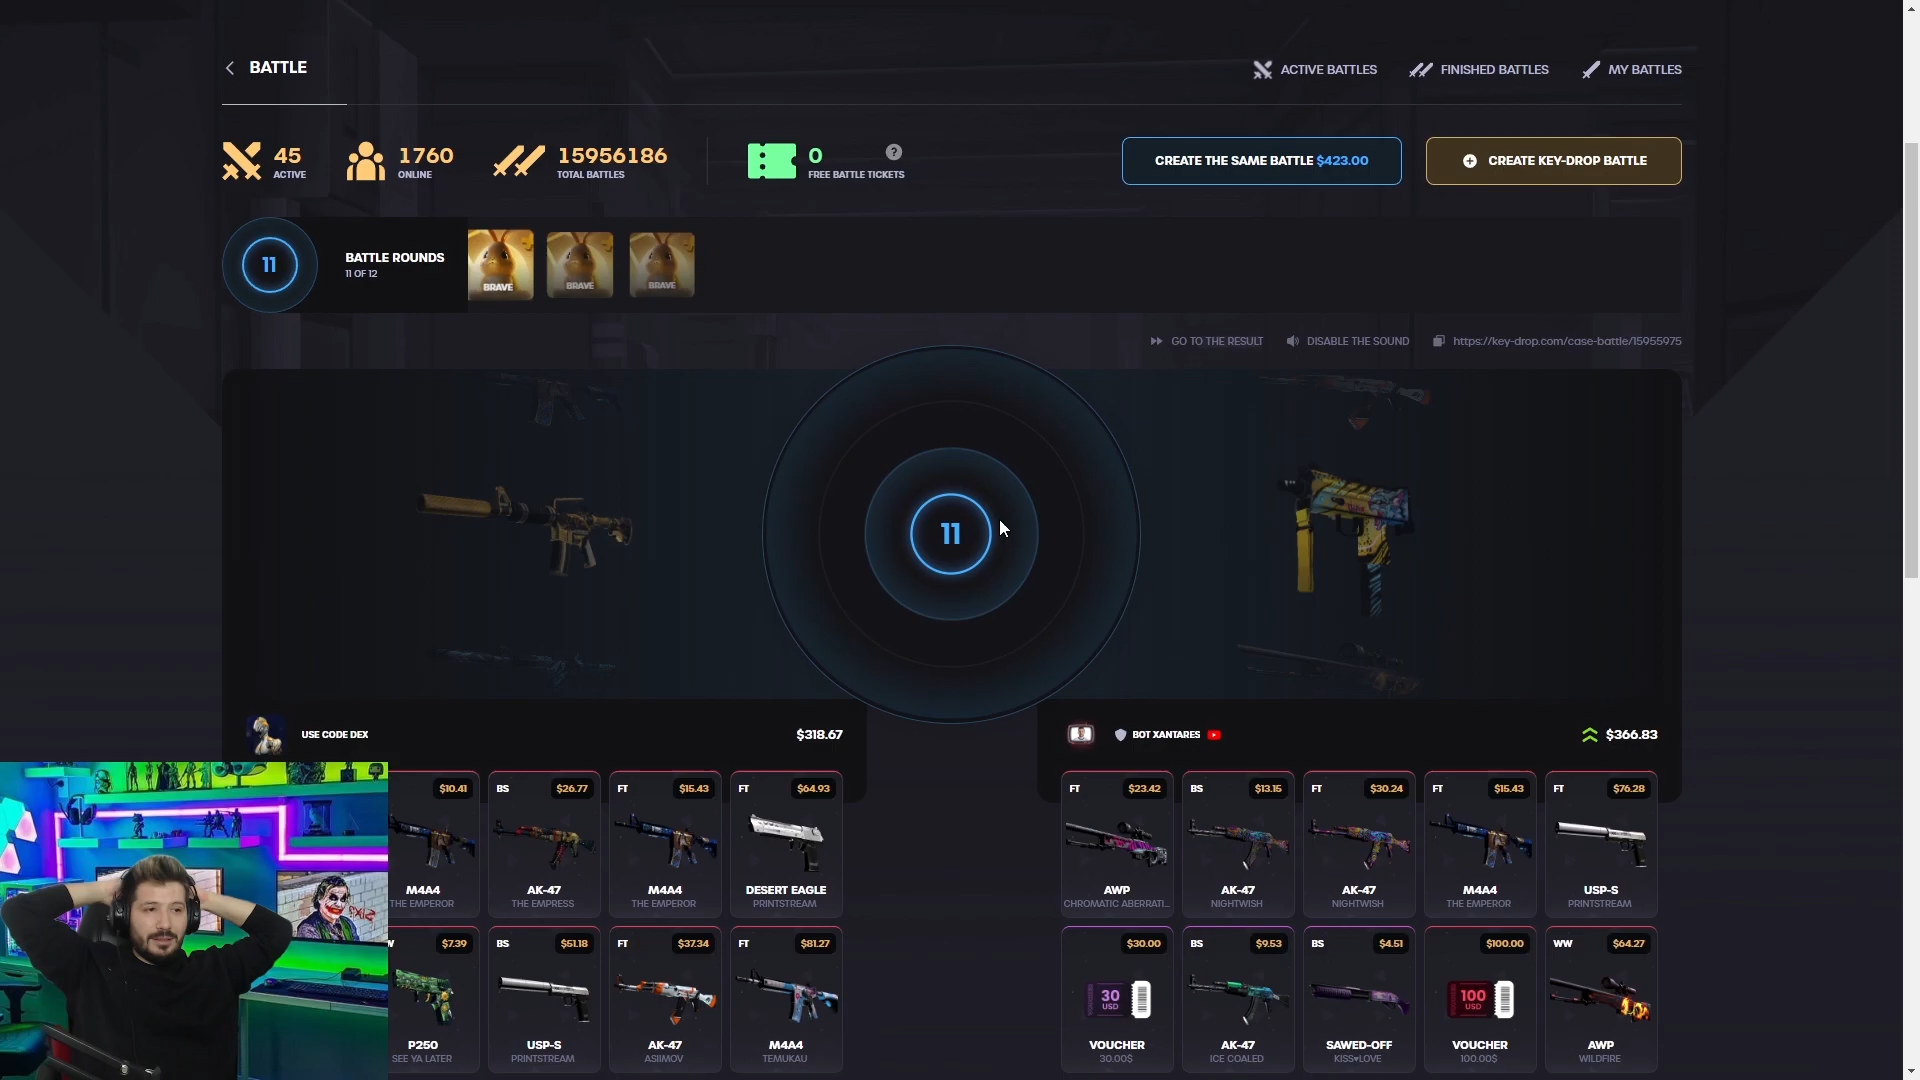 BATTLE
ACTIVE BATTLES
FINISHED BATTLES
MY BATTLES
45
ACTIVE
1760
ONLINE
15956186
TOTAL BATTLES
0
?
FREE BATTLE TICKETS
CREATE THE SAME BATTLE $423.00
CREATE KEY-DROP BATTLE
11
BATTLE ROUNDS
11 OF 12
BRAVE
BRAVE
BRAVE
GO TO THE RESULT
DISABLE THE SOUND
https://key-drop.com/case-battle/15955975
11
USE CODE DEX
$318.67
BOT XANTARES
$366.83
$10.41
M4A4
THE EMPEROR
BS
$26.77
AK-47
THE EMPRESS
FT
$15.43
M4A4
THE EMPEROR
FT
$64.93
DESERT EAGLE
PRINTSTREAM
FT
$23.42
AWP
CHROMATIC ABERRATI...
BS
$13.15
AK-47
NIGHTWISH
FT
$30.24
AK-47
NIGHTWISH
FT
$15.43
M4A4
THE EMPEROR
FT
$76.28
USP-S
PRINTSTREAM
$7.39
P250
SEE YA LATER
BS
$51.18
USP-S
PRINTSTREAM
FT
$37.34
AK-47
ASIIMOV
FT
$81.27
M4A4
TEMUKAU
$30.00
30
USD
VOUCHER
30.00$
BS
$9.53
AK-47
ICE COALED
BS
$4.51
SAWED-OFF
KISS♥LOVE
$100.00
100
USD
VOUCHER
100.00$
WW
$64.27
AWP
WILDFIRE